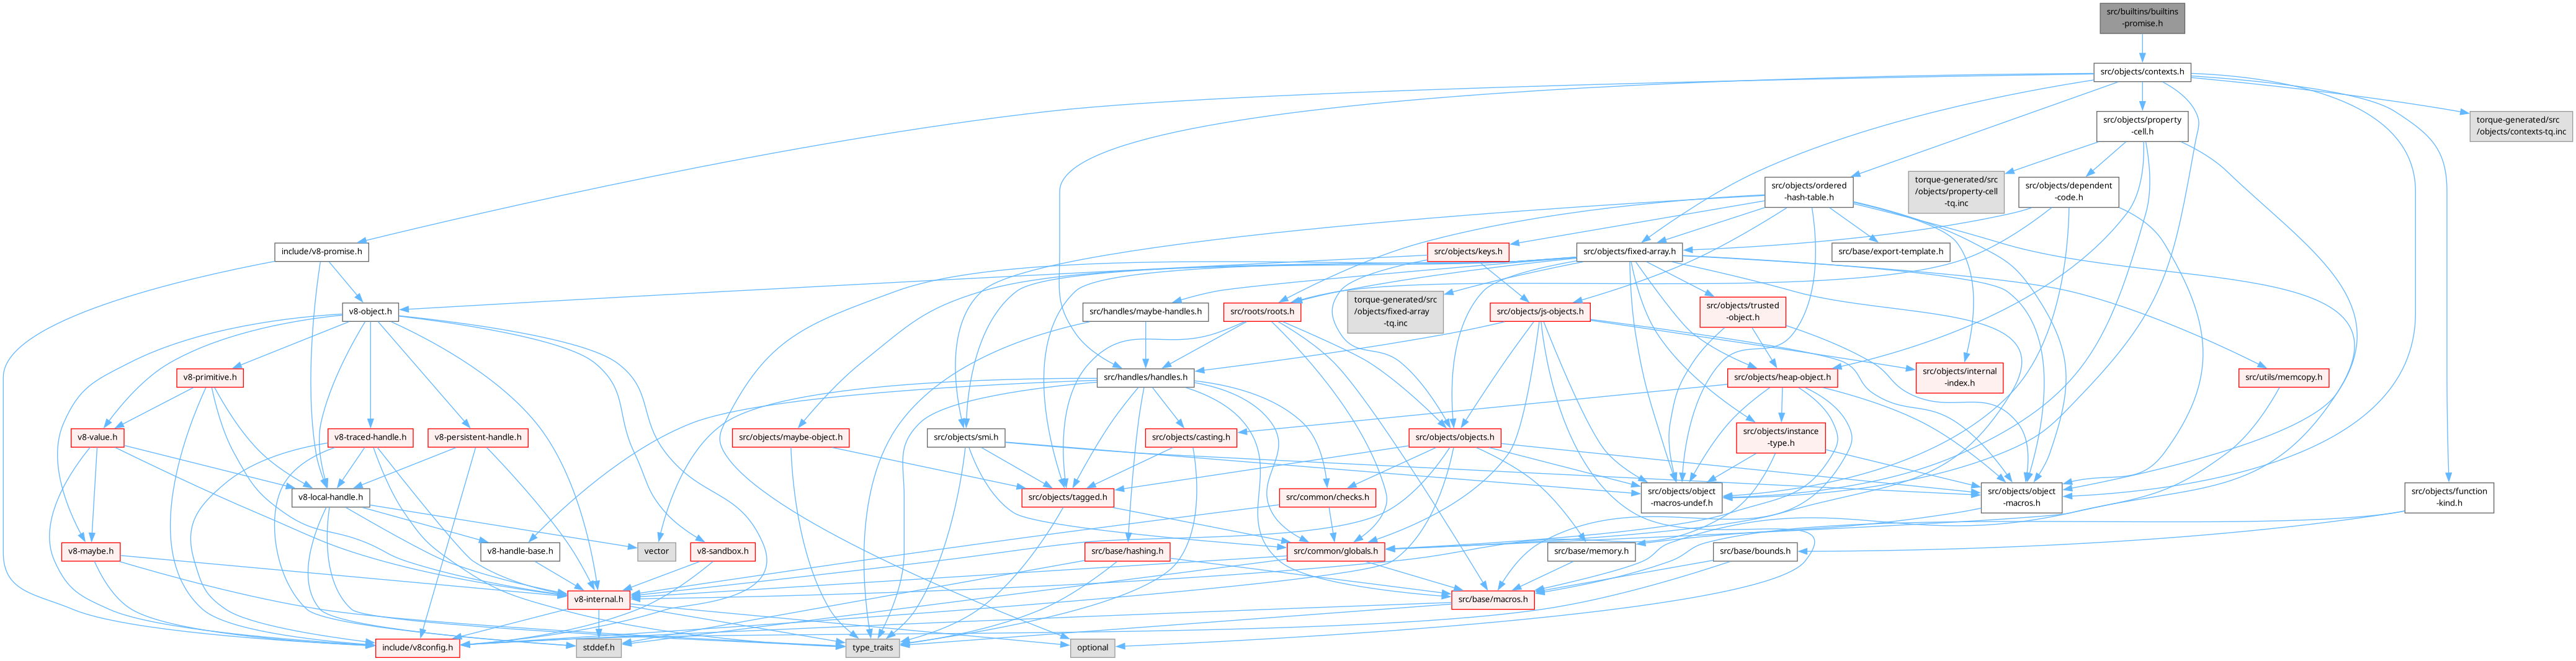 src/builtins/builtins
-promise.h
src/objects/contexts.h
src/objects/property
-cell.h
torque-generated/src
/objects/contexts-tq.inc
src/objects/ordered
-hash-table.h
torque-generated/src
/objects/property-cell
-tq.inc
src/objects/dependent
-code.h
include/v8-promise.h
src/objects/keys.h
src/objects/fixed-array.h
src/base/export-template.h
v8-object.h
src/handles/maybe-handles.h
torque-generated/src
/objects/fixed-array
-tq.inc
src/roots/roots.h
src/objects/js-objects.h
src/objects/trusted
-object.h
v8-primitive.h
src/handles/handles.h
src/objects/heap-object.h
src/objects/internal
-index.h
src/utils/memcopy.h
v8-value.h
v8-traced-handle.h
v8-persistent-handle.h
src/objects/maybe-object.h
src/objects/smi.h
src/objects/casting.h
src/objects/objects.h
src/objects/instance
-type.h
v8-local-handle.h
src/objects/tagged.h
src/common/checks.h
src/objects/object
-macros-undef.h
src/objects/object
-macros.h
src/objects/function
-kind.h
v8-maybe.h
v8-handle-base.h
vector
v8-sandbox.h
src/base/hashing.h
src/common/globals.h
src/base/memory.h
src/base/bounds.h
v8-internal.h
src/base/macros.h
include/v8config.h
stddef.h
type_traits
optional